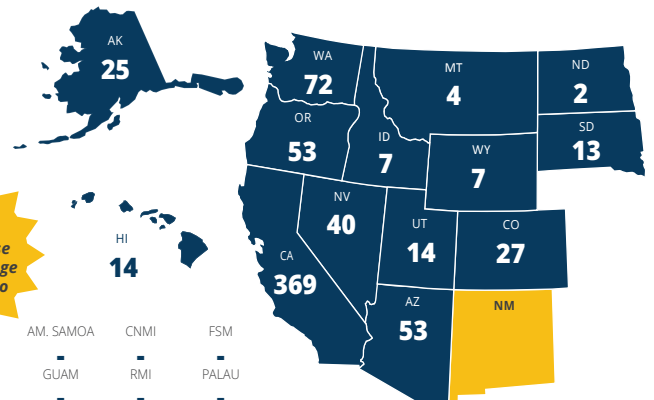 AK
25
WA
72
MT
4
ND
2
OR
53
ID
7
WY
7
SD
13
NV
40
UT
14
CO
27
HI
14
CA
369
AZ
53
NM
AM. SAMOA CNMI FSM
- - -
GUAM RMI PALAU
- - -